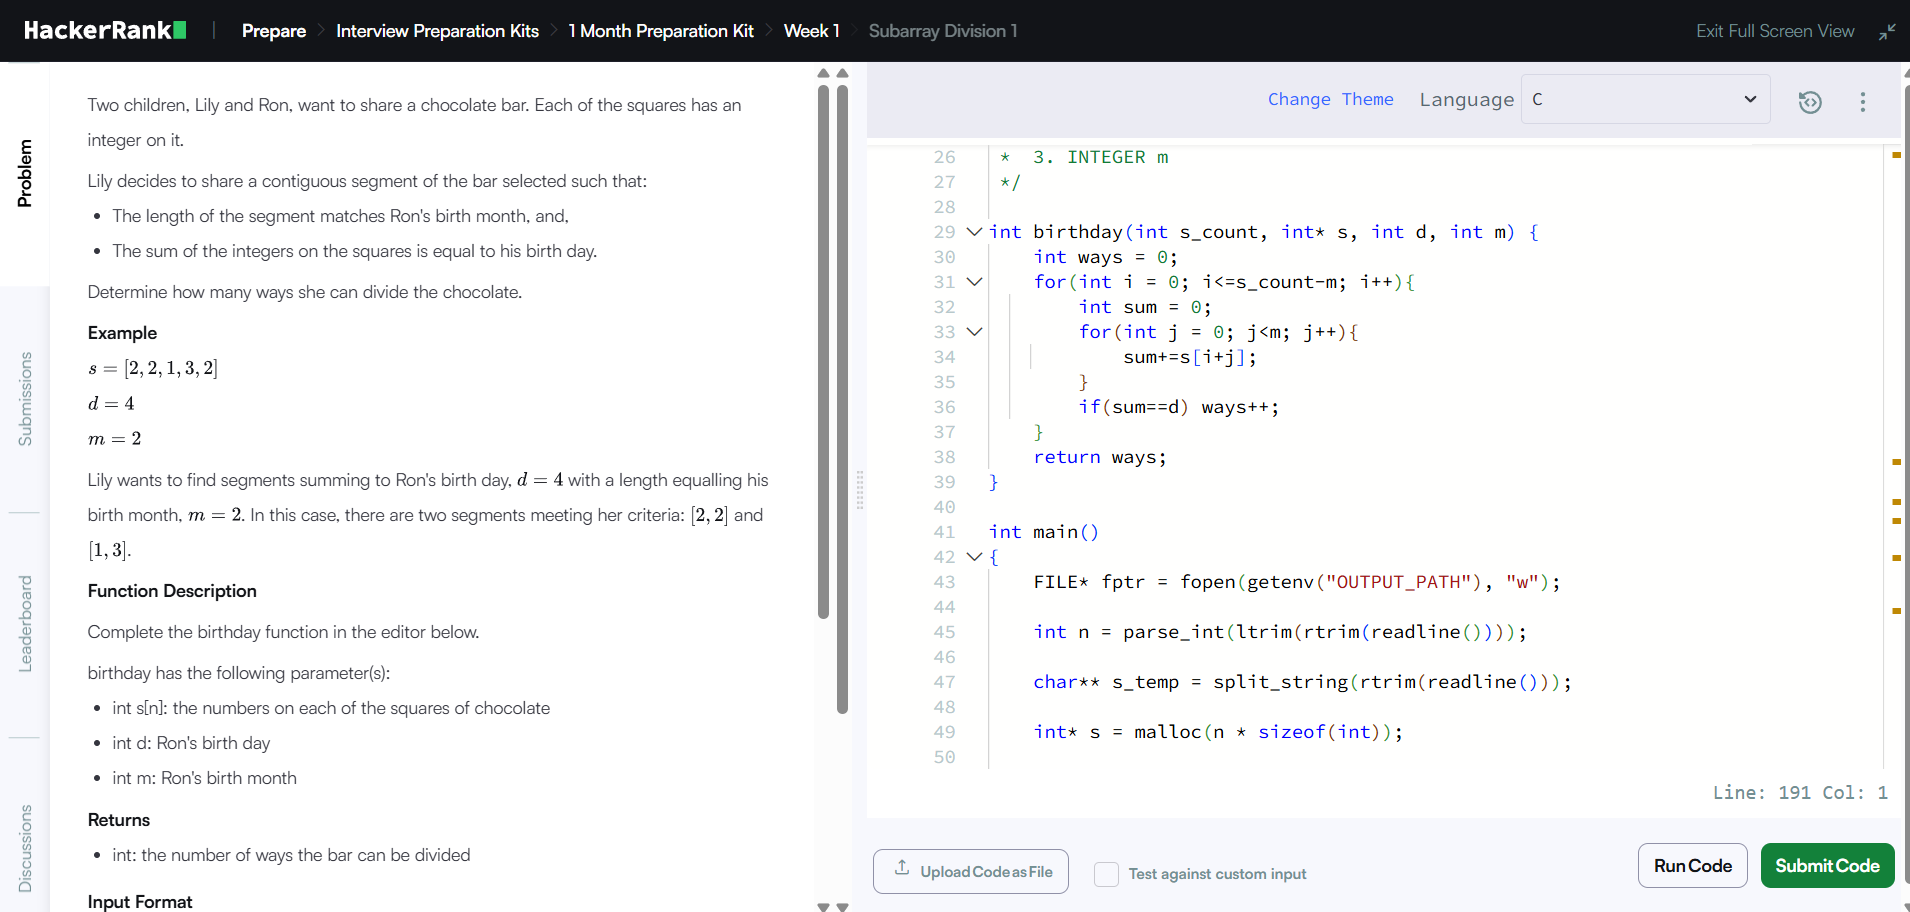 HackerRank
Prepare
Interview Preparation Kits
1 Month Preparation Kit
Week 1
Subarray Division 1
Exit Full Screen View
Problem
Submissions
Leaderboard
Discussions
Two children, Lily and Ron, want to share a chocolate bar. Each of the squares has an
integer on it.
Lily decides to share a contiguous segment of the bar selected such that:
• The length of the segment matches Ron's birth month, and,
• The sum of the integers on the squares is equal to his birth day.
Determine how many ways she can divide the chocolate.
Example
s = [2, 2, 1, 3, 2]
d = 4
m = 2
Lily wants to find segments summing to Ron's birth day, d = 4 with a length equalling his
birth month, m = 2. In this case, there are two segments meeting her criteria: [2, 2] and
[1, 3].
Function Description
Complete the birthday function in the editor below.
birthday has the following parameter(s):
• int s[n]: the numbers on each of the squares of chocolate
• int d: Ron's birth day
• int m: Ron's birth month
Returns
• int: the number of ways the bar can be divided
Input Format
Change Theme
Language
C
26 * 3. INTEGER m
27 */
28
29 int birthday(int s_count, int* s, int d, int m) {
30 int ways = 0;
31 for(int i = 0; i<=s_count-m; i++){
32 int sum = 0;
33 for(int j = 0; j<m; j++){
34 sum+=s[i+j];
35 }
36 if(sum==d) ways++;
37 }
38 return ways;
39 }
40
41 int main()
42 {
43 FILE* fptr = fopen(getenv("OUTPUT_PATH"), "w");
44
45 int n = parse_int(ltrim(rtrim(readline())));
46
47 char** s_temp = split_string(rtrim(readline()));
48
49 int* s = malloc(n * sizeof(int));
50
Line: 191 Col: 1
Upload Code as File
Test against custom input
Run Code
Submit Code